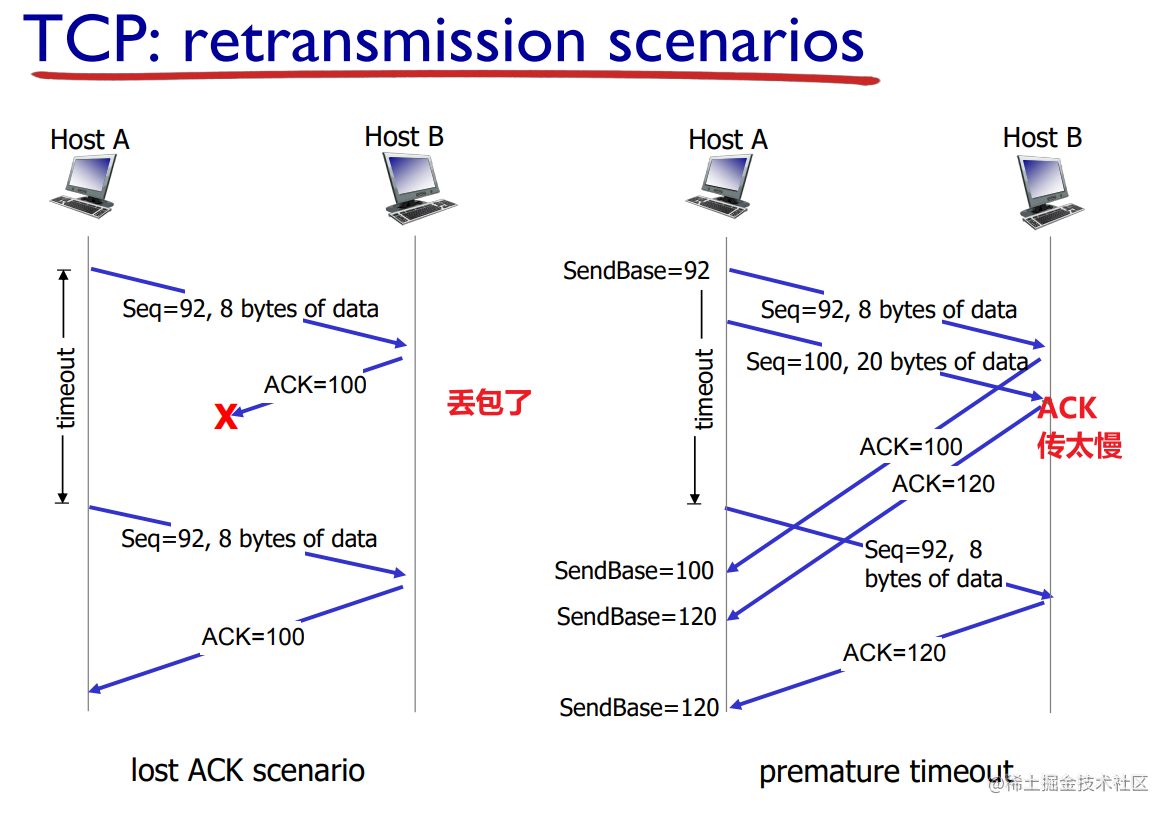 TCP: retransmission scenarios
Host A
Host B
timeout
Seq=92, 8 bytes of data
ACK=100
X
丢包了
Seq=92, 8 bytes of data
ACK=100
lost ACK scenario
Host A
Host B
SendBase=92
timeout
Seq=92, 8 bytes of data
Seq=100, 20 bytes of data
ACK
传太慢
ACK=100
ACK=120
Seq=92, 8
bytes of data
SendBase=100
SendBase=120
ACK=120
SendBase=120
premature timeout
@稀土掘金技术社区